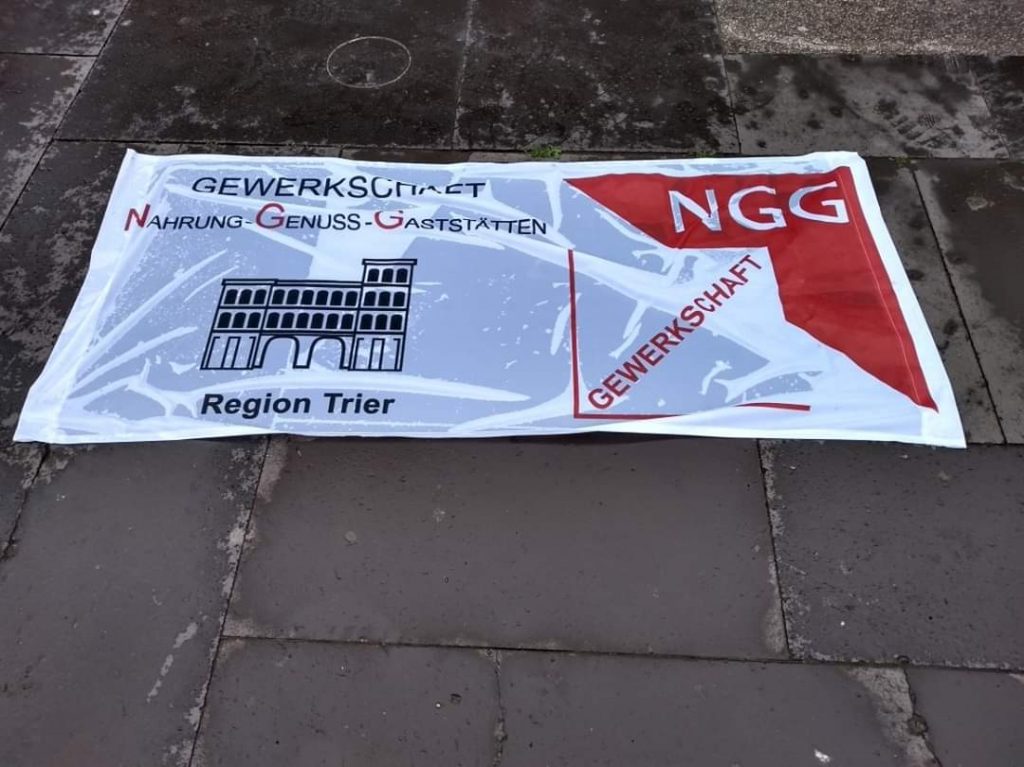 GEWERKSCHAFT
NAHRUNG-GENUSS-GASTSTÄTTEN
NGG
GEWERKSCHAFT
Region Trier